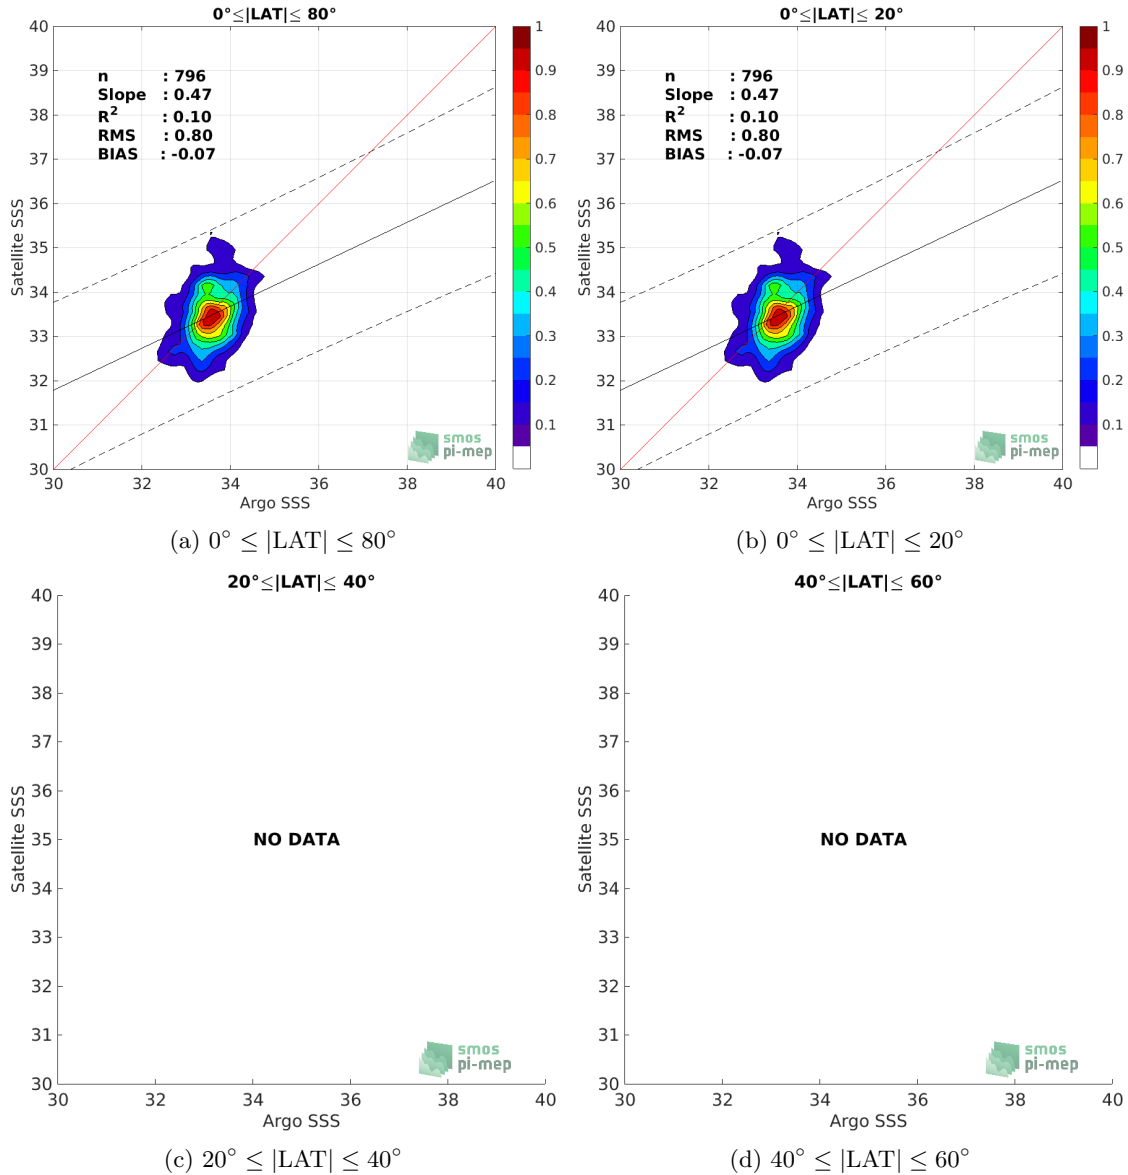 0°≤|LAT|≤ 80°
40
39
38
37
36
35
34
33
32
31
30
Satellite SSS
n : 796
Slope : 0.47
R² : 0.10
RMS : 0.80
BIAS : -0.07
smos
pi-mep
30 32 34 36 38 40
Argo SSS
1
0.9
0.8
0.7
0.6
0.5
0.4
0.3
0.2
0.1
(a) 0° ≤ |LAT| ≤ 80°
0°≤|LAT|≤ 20°
40
39
38
37
36
35
34
33
32
31
30
Satellite SSS
n : 796
Slope : 0.47
R² : 0.10
RMS : 0.80
BIAS : -0.07
smos
pi-mep
30 32 34 36 38 40
Argo SSS
1
0.9
0.8
0.7
0.6
0.5
0.4
0.3
0.2
0.1
(b) 0° ≤ |LAT| ≤ 20°
20°≤|LAT|≤ 40°
40
39
38
37
36
35
34
33
32
31
30
Satellite SSS
NO DATA
smos
pi-mep
30 32 34 36 38 40
Argo SSS
(c) 20° ≤ |LAT| ≤ 40°
40°≤|LAT|≤ 60°
40
39
38
37
36
35
34
33
32
31
30
Satellite SSS
NO DATA
smos
pi-mep
30 32 34 36 38 40
Argo SSS
(d) 40° ≤ |LAT| ≤ 60°